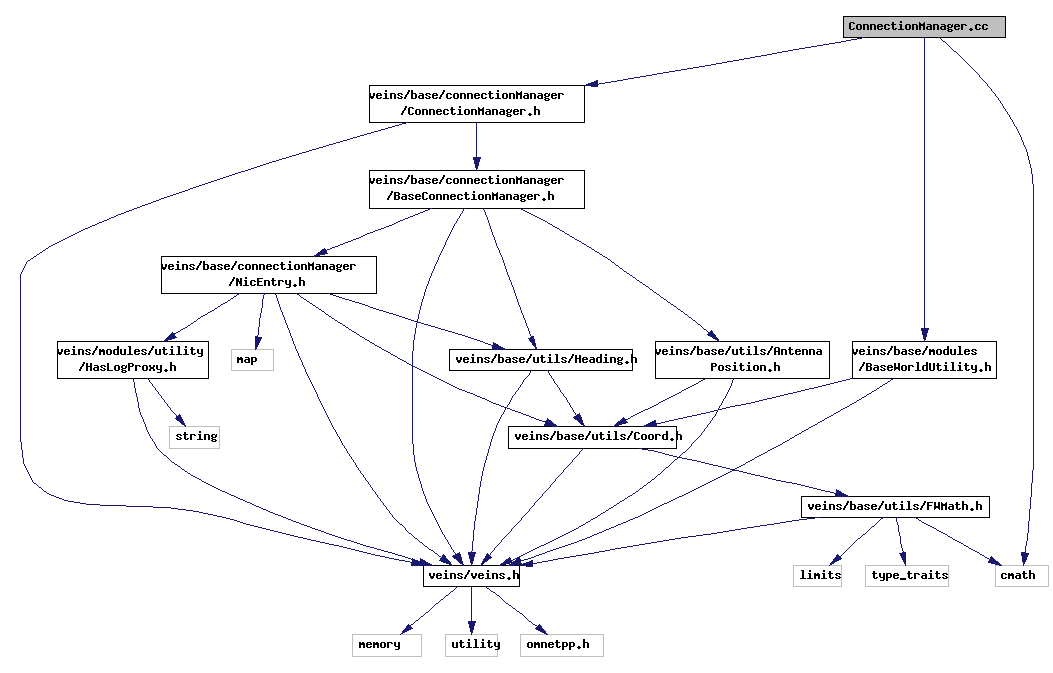 ConnectionManager.cc
veins/base/connectionManager
/ConnectionManager.h
veins/base/connectionManager
/BaseConnectionManager.h
veins/base/connectionManager
/NicEntry.h
veins/modules/utility
/HasLogProxy.h
map
veins/base/utils/Heading.h
veins/base/utils/Antenna
Position.h
veins/base/modules
/BaseWorldUtility.h
string
veins/base/utils/Coord.h
veins/base/utils/FWMath.h
veins/veins.h
limits
type_traits
cmath
memory
utility
omnetpp.h